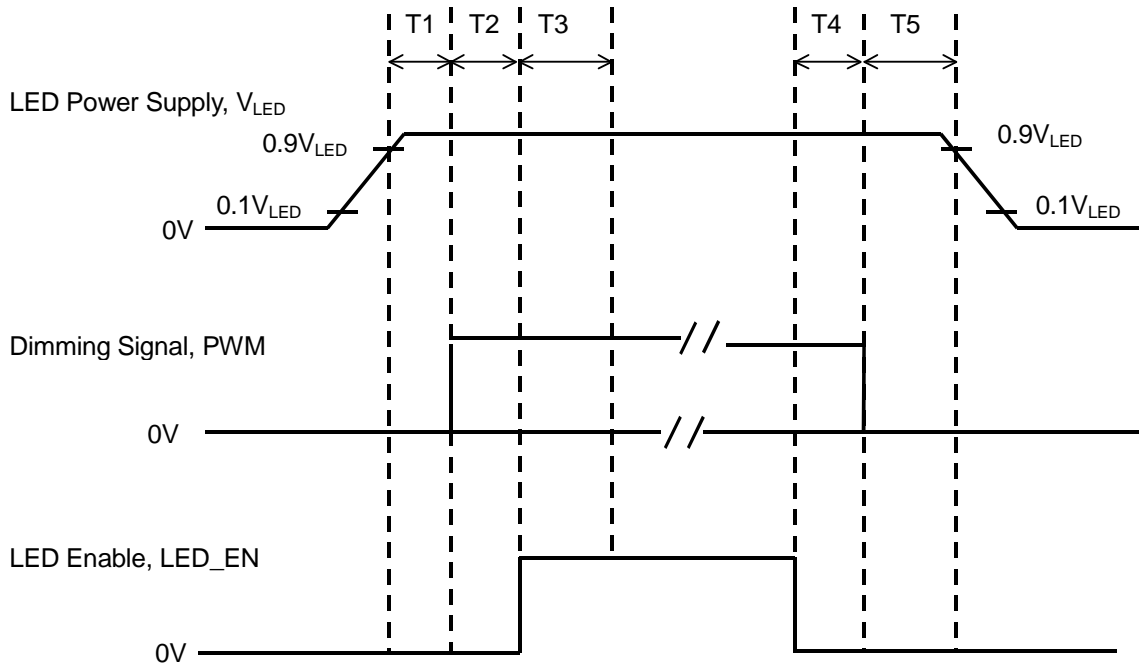 T1 T2 T3 T4 T5
LED Power Supply, VLED
0.9VLED 0.9VLED
0.1VLED 0.1VLED
0V
Dimming Signal, PWM
0V
LED Enable, LED_EN
0V